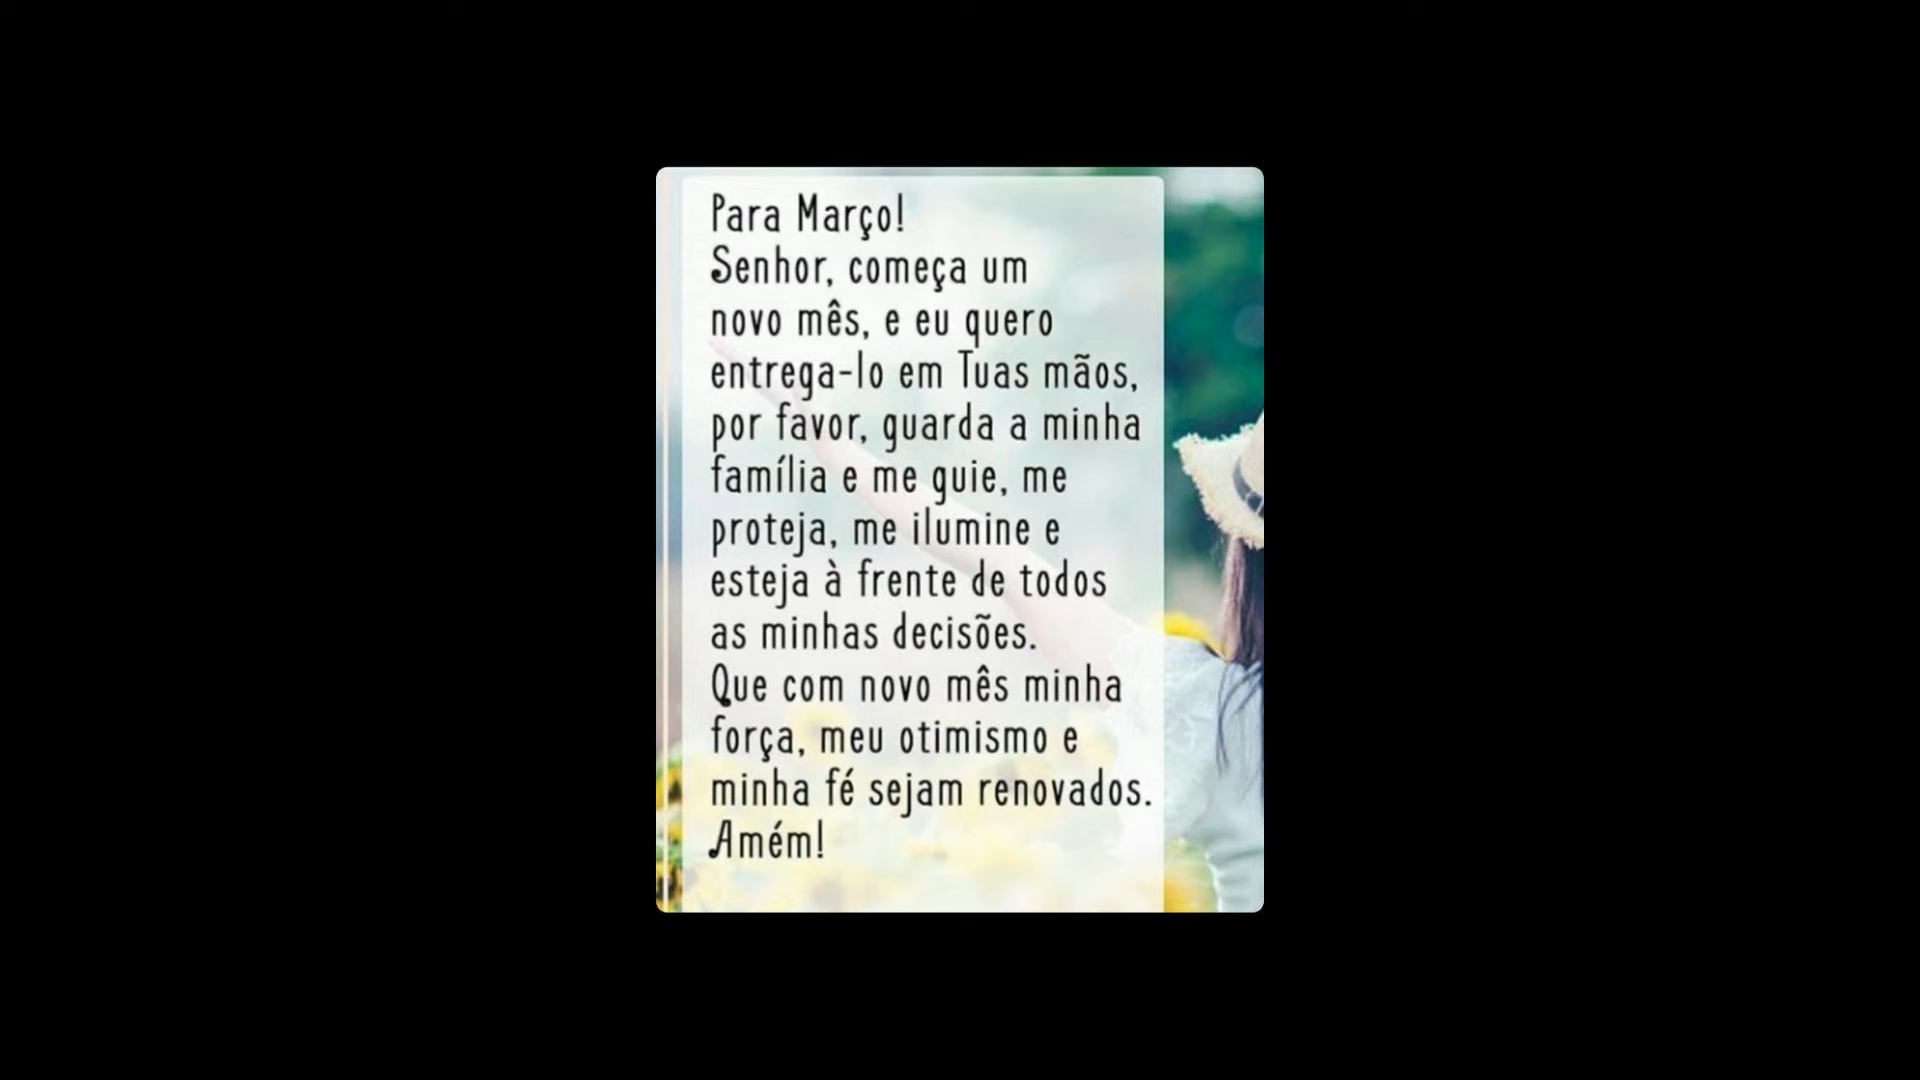 Para Março!
Senhor, começa um
novo mês, e eu quero
entrega-lo em Tuas mãos,
por favor, guarda a minha
família e me guie, me
proteja, me ilumine e
esteja à frente de todos
as minhas decisões.
Que com novo mês minha
força, meu otimismo e
minha fé sejam renovados.
Amém!